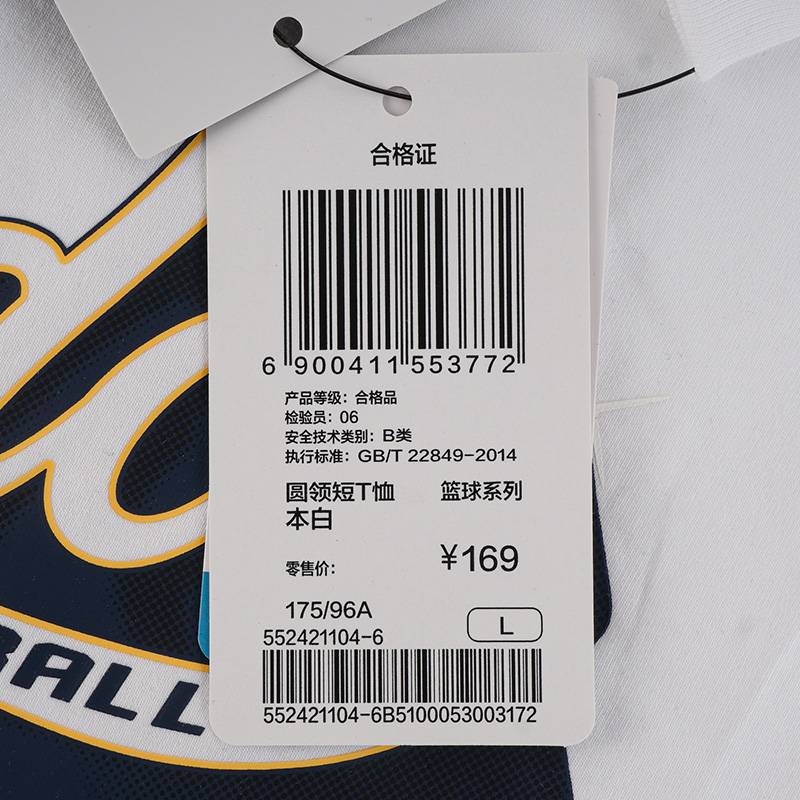 合格证
6 900411 553772
产品等级：合格品
检验员：06
安全技术类别：B类
执行标准：GB/T 22849-2014
圆领短T恤 篮球系列
本白
零售价： ¥169
175/96A
552421104-6 L
552421104-6B5100053003172
BALL